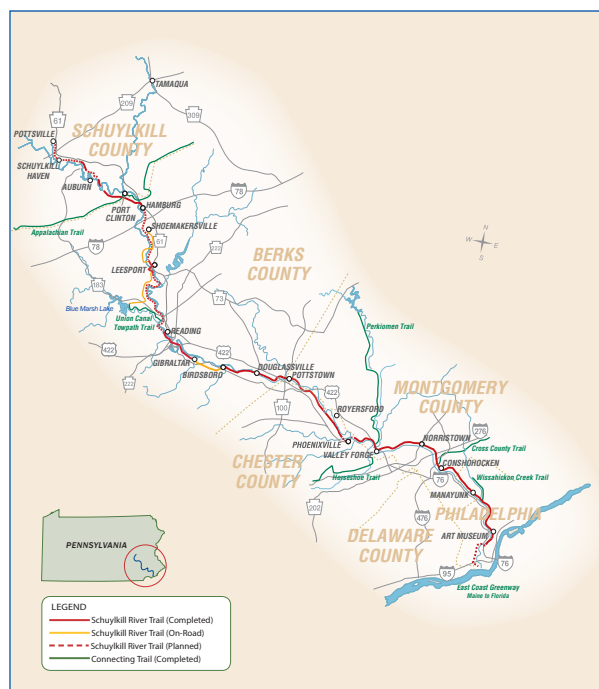 TAMAQUA
209
309
61
POTTSVILLE
SCHUYLKILL
COUNTY
SCHUYLKILL
HAVEN
AUBURN
PORT
CLINTON
HAMBURG
78
SHOEMAKERSVILLE
Appalachian Trail
61
78
222
BERKS
COUNTY
LEESPORT
183
73
Blue Marsh Lake
Union Canal
Towpath Trail
READING
Perkiomen Trail
422
422
GIBRALTAR
BIRDSBORO
DOUGLASSVILLE
POTTSTOWN
222
422
MONTGOMERY
COUNTY
100
ROYERSFORD
276
PHOENIXVILLE
NORRISTOWN
VALLEY FORGE
Cross County Trail
CHESTER
COUNTY
CONSHOHOCKEN
Horseshoe Trail
76
Wissahickon Creek Trail
MANAYUNK
202
PHILADELPHIA
476
DELAWARE
COUNTY
ART MUSEUM
76
95
East Coast Greenway
Maine to Florida
W N E S
PENNSYLVANIA
LEGEND
Schuylkill River Trail (Completed)
Schuylkill River Trail (On-Road)
Schuylkill River Trail (Planned)
Connecting Trail (Completed)